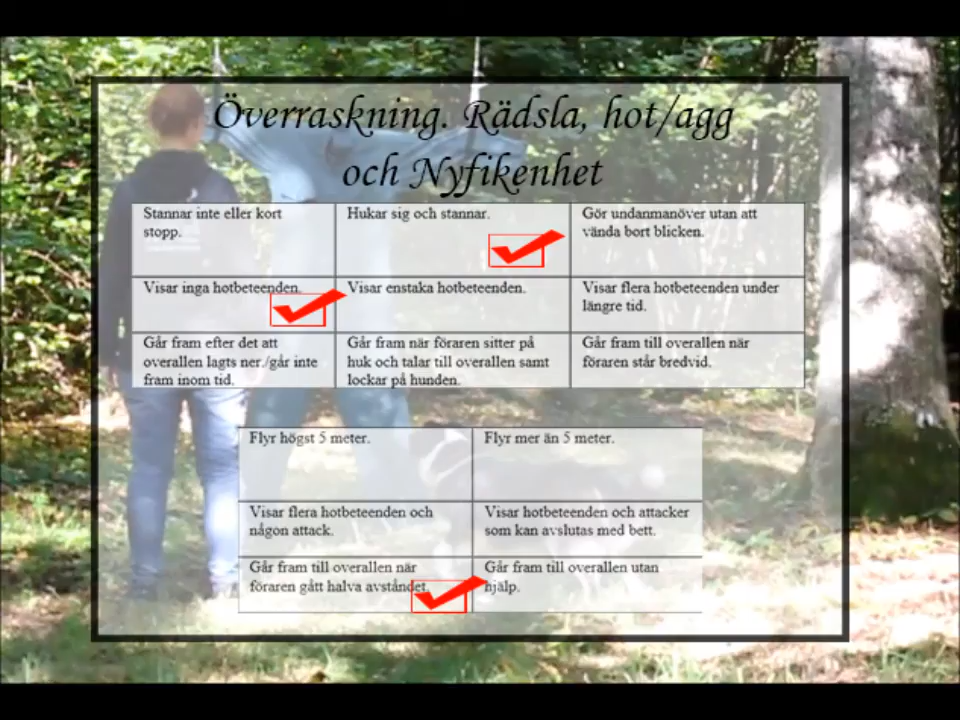 Överraskning. Rädsla, hot/agg
och Nyfikenhet
Stannar inte eller kort
stopp.
Hukar sig och stannar.
Gör undanmanöver utan att
vända bort blicken.
Visar inga hotbeteenden.
Visar enstaka hotbeteenden.
Visar flera hotbeteenden under
längre tid.
Går fram efter det att
overallen lagts ner./går inte
fram inom tid.
Går fram när föraren sitter på
huk och talar till overallen samt
lockar på hunden.
Går fram till overallen när
föraren står bredvid.
Flyr högst 5 meter.
Flyr mer än 5 meter.
Visar flera hotbeteenden och
någon attack.
Visar hotbeteenden och attacker
som kan avslutas med bett.
Går fram till overallen när
föraren gått halva avståndet.
Går fram till overallen utan
hjälp.